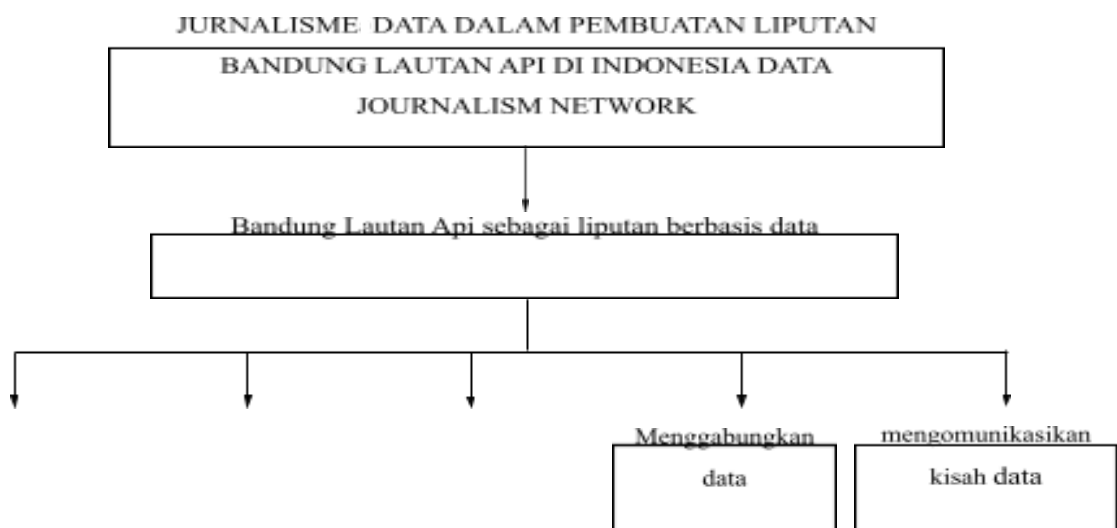 JURNALISME DATA DALAM PEMBUATAN LIPUTAN
BANDUNG LAUTAN API DI INDONESIA DATA
JOURNALISM NETWORK
Bandung Lautan Api sebagai liputan berbasis data
Menggabungkan
data
mengomunikasikan
kisah data